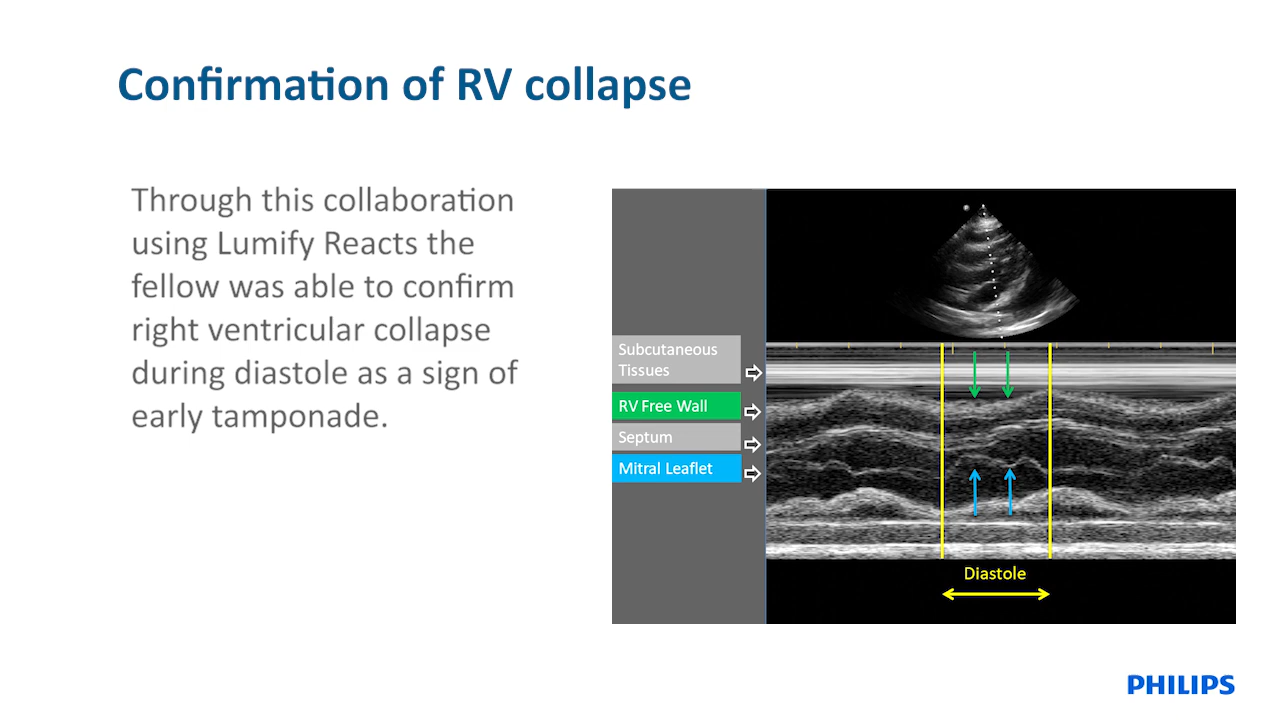 Confirmation of RV collapse
Through this collaboration
using Lumify Reacts the
fellow was able to confirm
right ventricular collapse
during diastole as a sign of
early tamponade.
Subcutaneous
Tissues
RV Free Wall
Septum
Mitral Leaflet
Diastole
PHILIPS